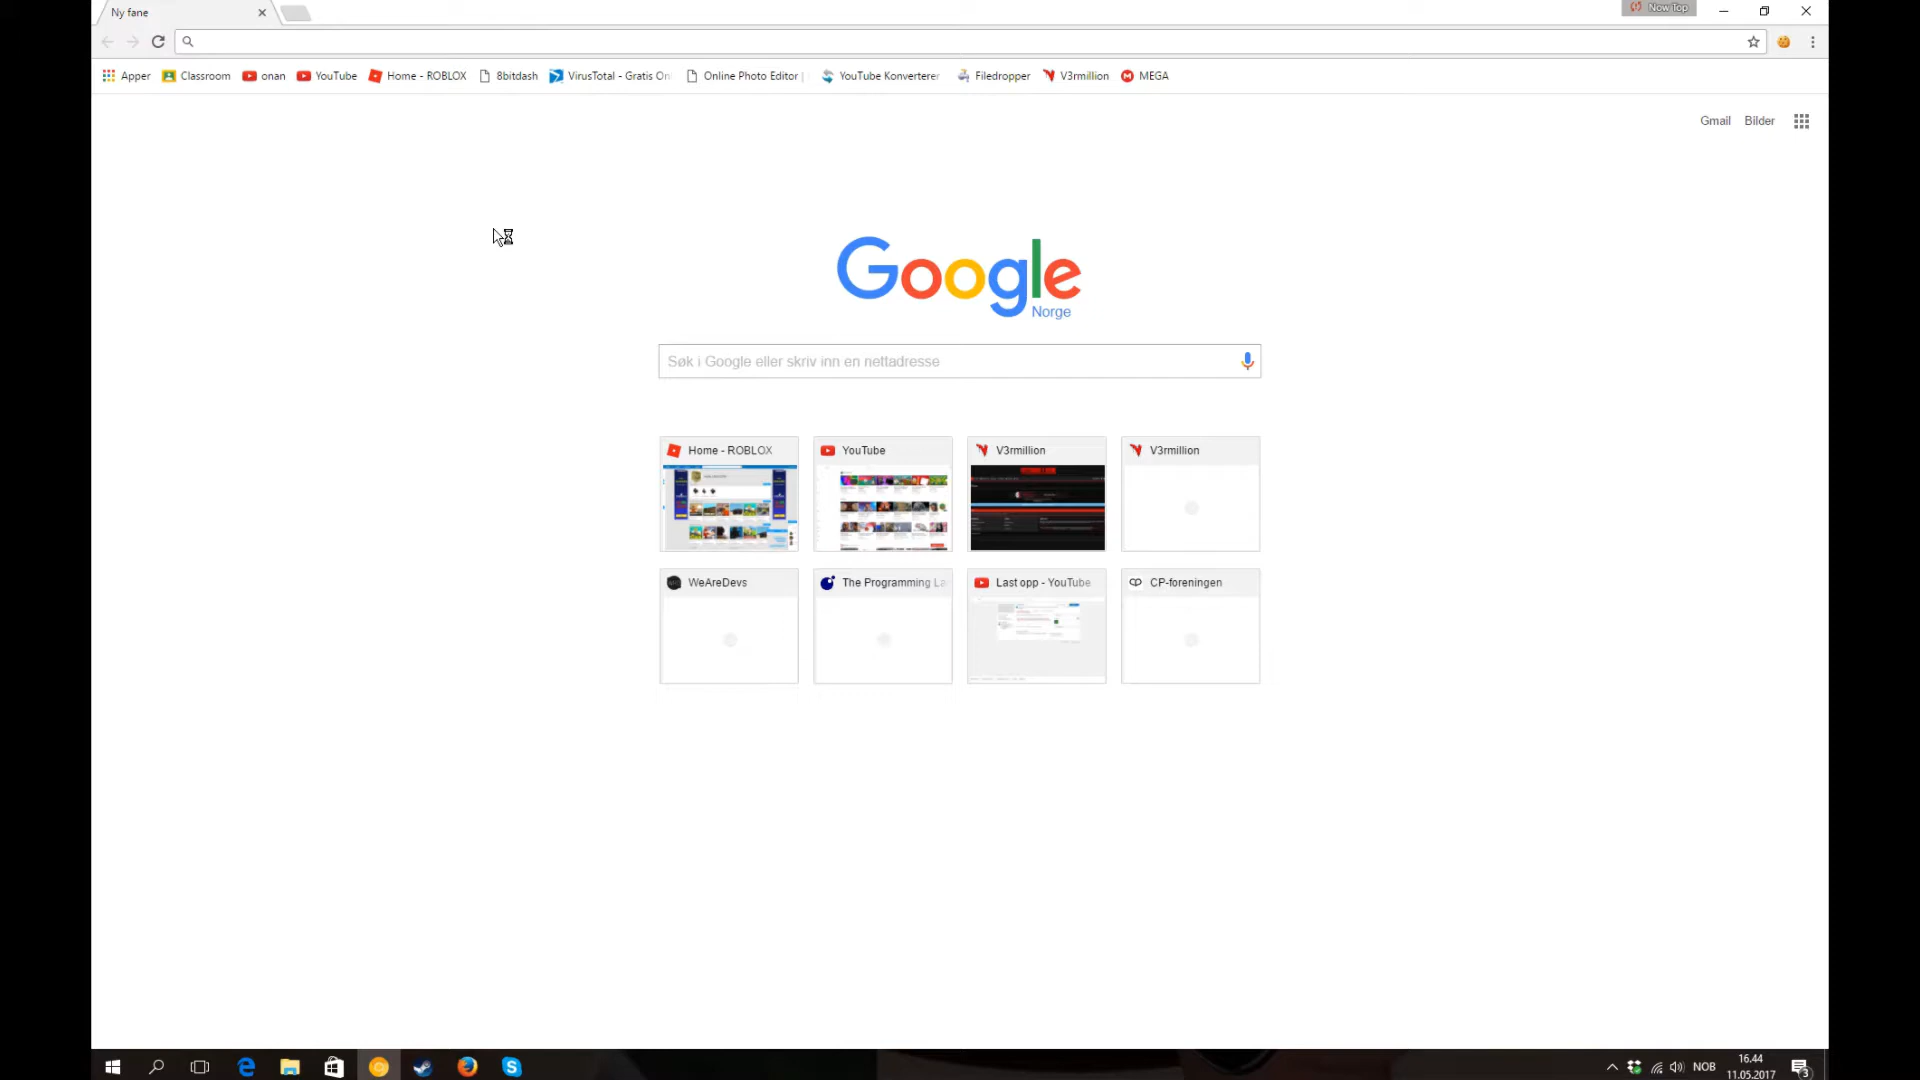 Ny fane
Now Top
Apper Classroom onan YouTube Home - ROBLOX 8bitdash VirusTotal - Gratis On Online Photo Editor | YouTube Konverterer Filedropper V3rmillion MEGA
Gmail Bilder
Google
Norge
Søk i Google eller skriv inn en nettadresse
Home - ROBLOX YouTube V3rmillion V3rmillion
WeAreDevs The Programming La Last opp - YouTube CP-foreningen
NOB
16.44
11.05.2017
3